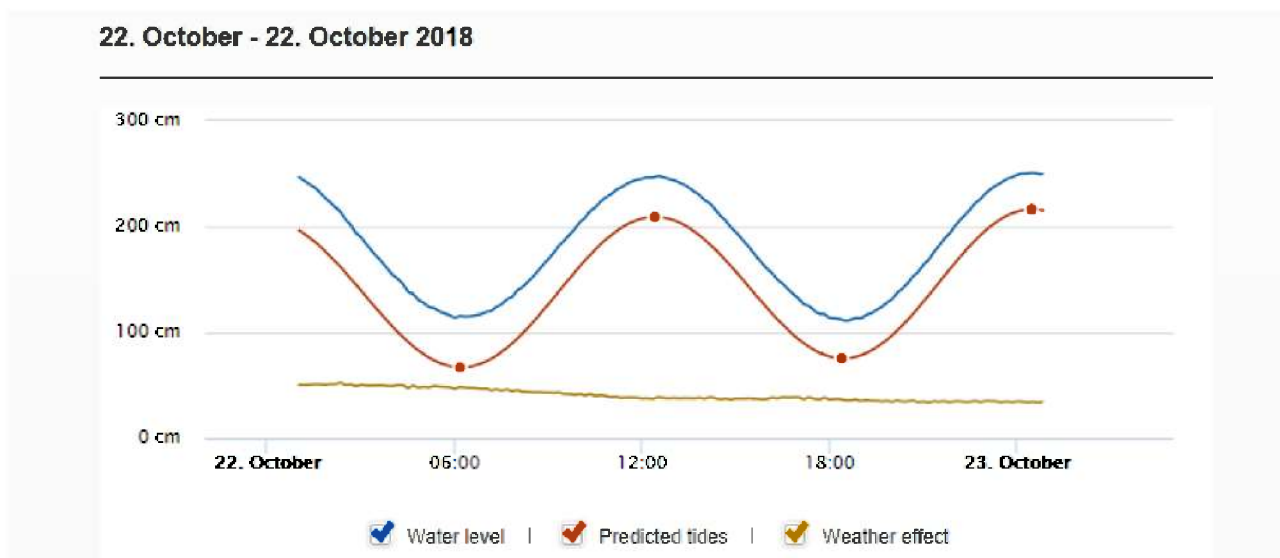 22. October - 22. October 2018
300 cm
200 cm
100 cm
0 cm
22. October 06:00 12:00 18:00 23. October
Water level | Predicted tides | Weather effect